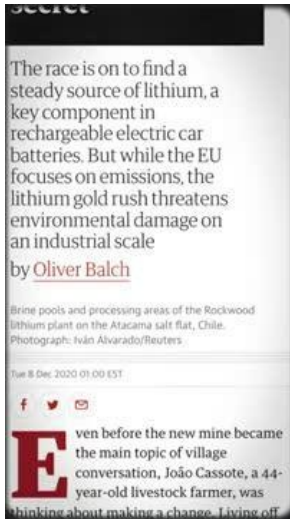 secret
The race is on to find a
steady source of lithium, a
key component in
rechargeable electric car
batteries. But while the EU
focuses on emissions, the
lithium gold rush threatens
environmental damage on
an industrial scale
by Oliver Balch
Brine pools and processing areas of the Rockwood
lithium plant on the Atacama salt flat, Chile.
Photograph: Iván Alvarado/Reuters
Tue 8 Dec 2020 01.00 EST
Even before the new mine became
the main topic of village
conversation, João Cassote, a 44-
year-old livestock farmer, was
thinking about making a change. Living off